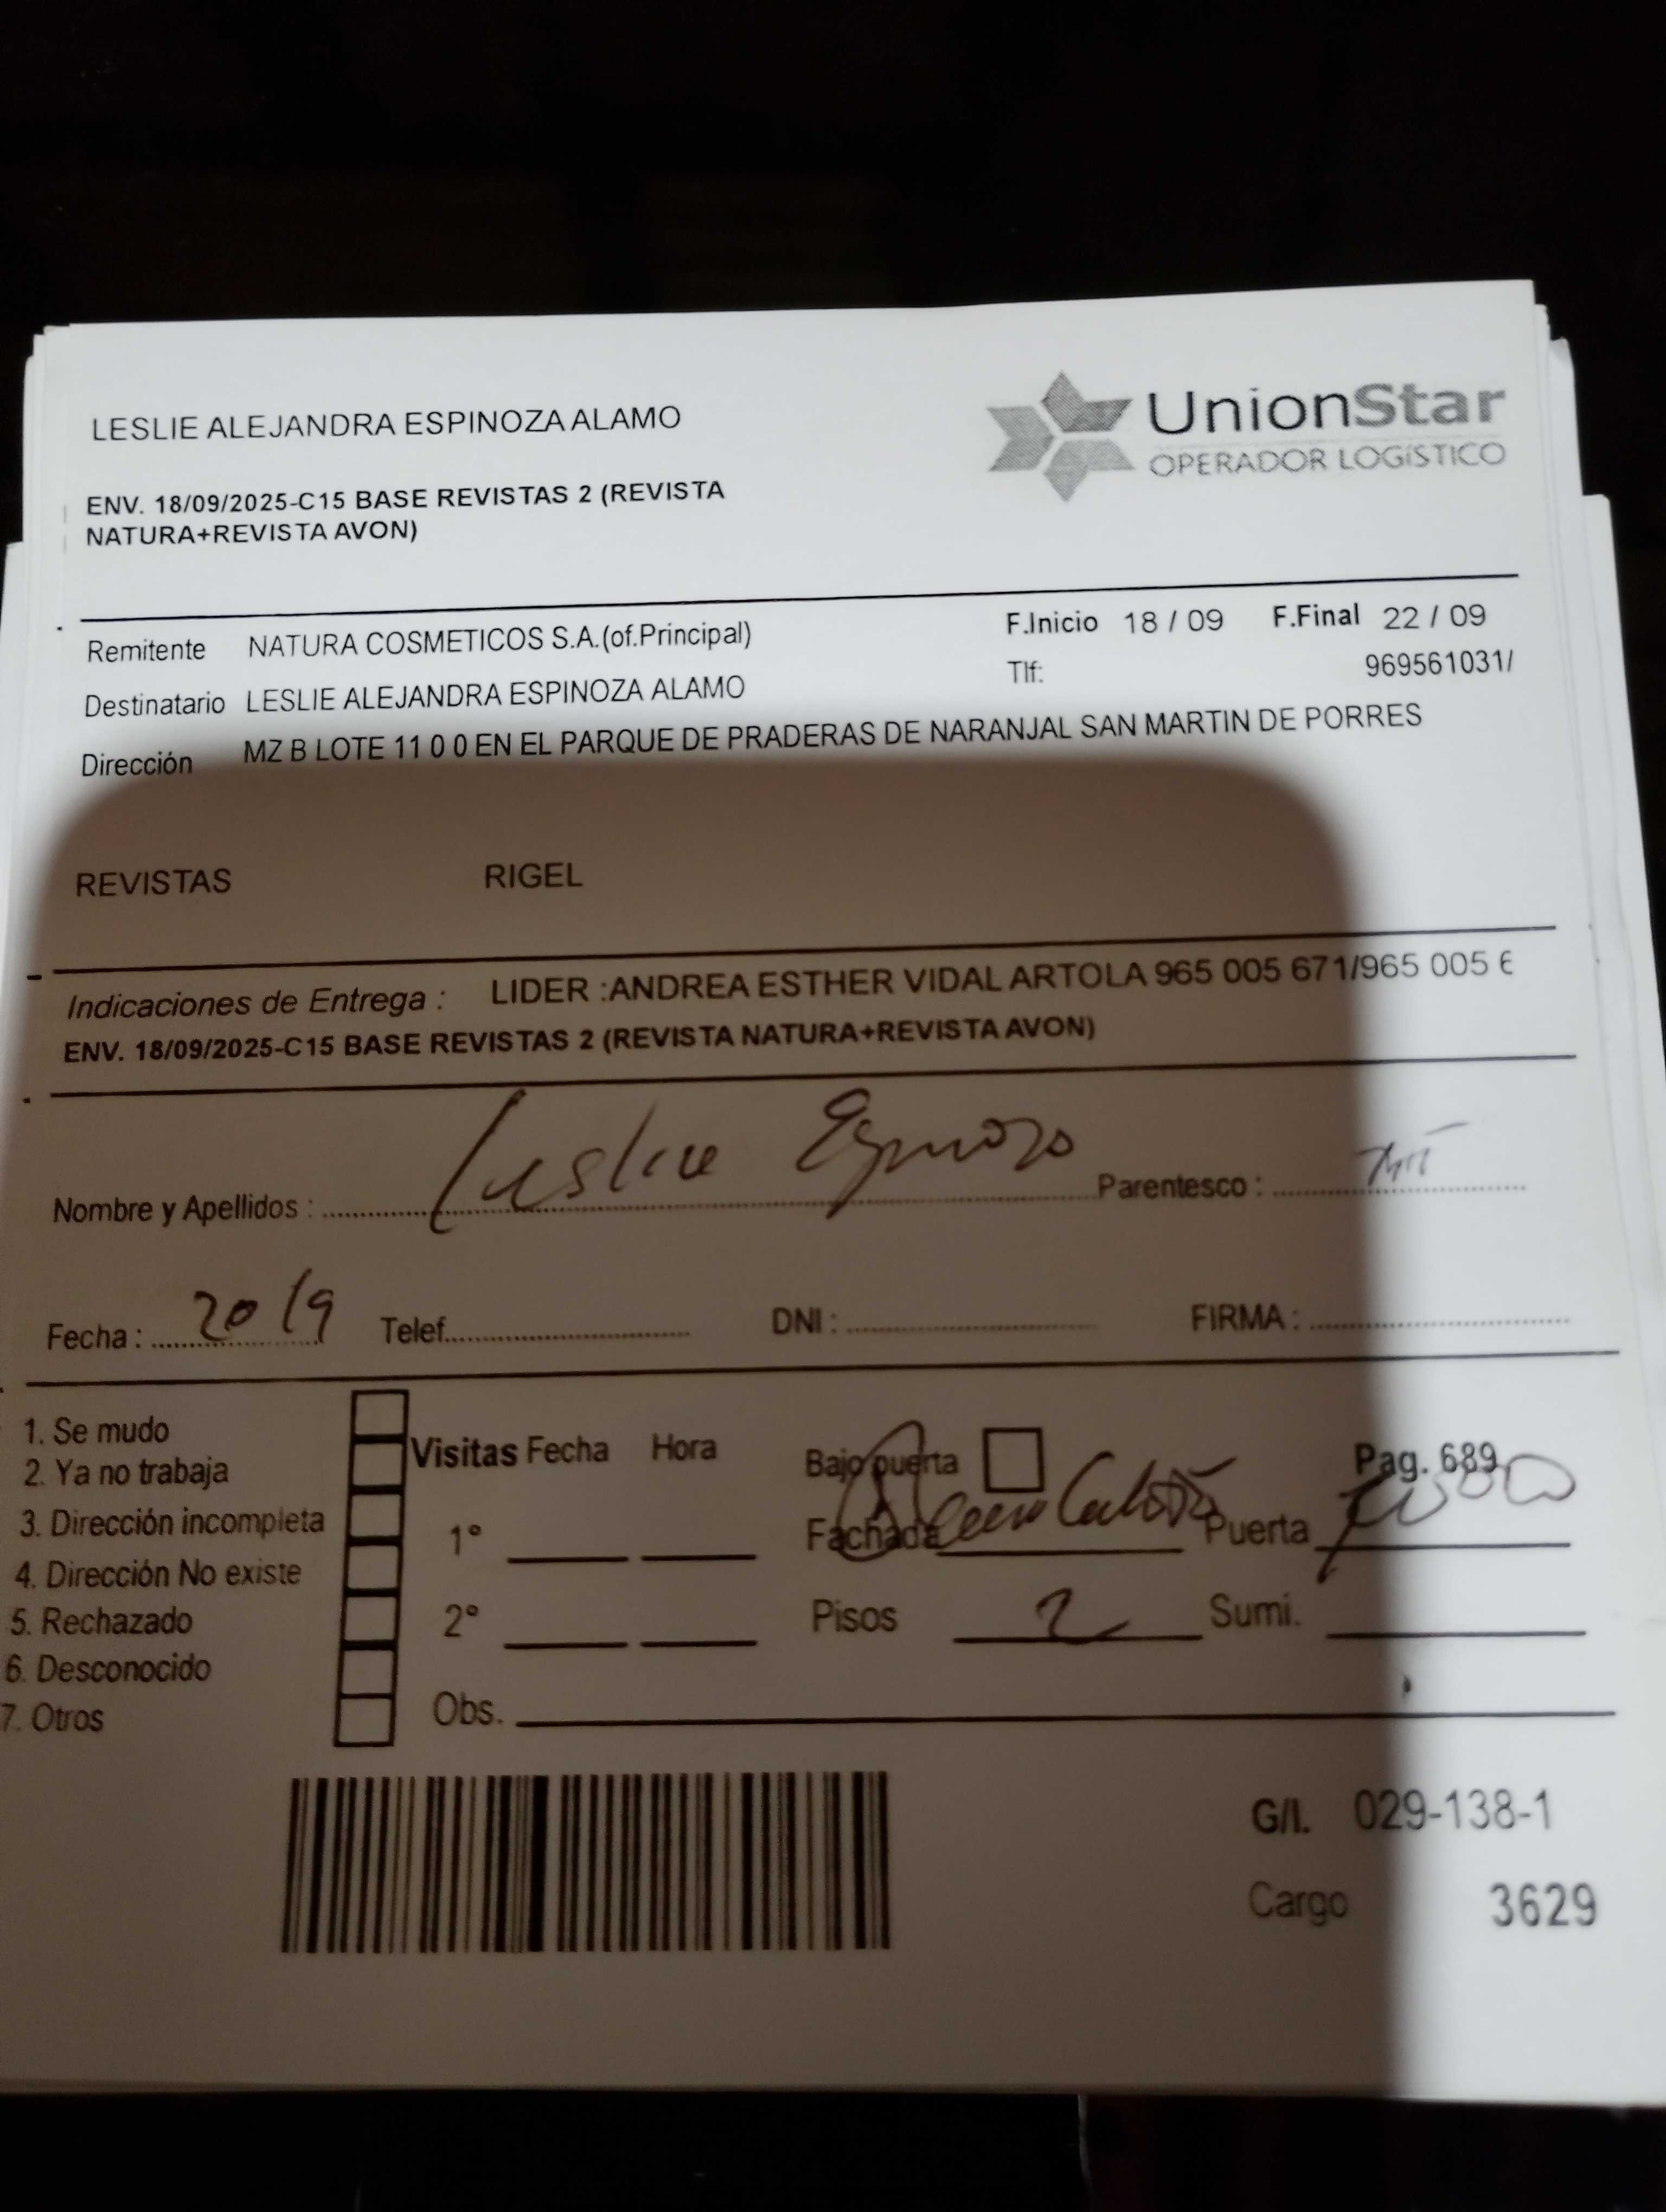 LESLIE ALEJANDRA ESPINOZA ALAMO
UnionStar
OPERADOR LOGÍSTICO
ENV. 18/09/2025-C15 BASE REVISTAS 2 (REVISTA
NATURA+REVISTA AVON)
Remitente NATURA COSMETICOS S.A.(of.Principal) F.Inicio 18 / 09 F.Final 22 / 09
Destinatario LESLIE ALEJANDRA ESPINOZA ALAMO Tlf: 969561031/
Dirección MZ B LOTE 11 0 0 EN EL PARQUE DE PRADERAS DE NARANJAL SAN MARTIN DE PORRES
REVISTAS RIGEL
Indicaciones de Entrega : LIDER :ANDREA ESTHER VIDAL ARTOLA 965 005 671/965 005 6
ENV. 18/09/2025-C15 BASE REVISTAS 2 (REVISTA NATURA+REVISTA AVON)
Nombre y Apellidos : Leslie Espinoza Parentesco :
Fecha : 20/9 Telef. DNI : FIRMA :
1. Se mudo
2. Ya no trabaja
3. Dirección incompleta
4. Dirección No existe
5. Rechazado
6. Desconocido
7. Otros
Visitas Fecha Hora
1°
2°
Obs.
Bajo puerta Pag. 689
Fachada Puerta
Pisos 2 Sumi.
G/I. 029-138-1
Cargo 3629